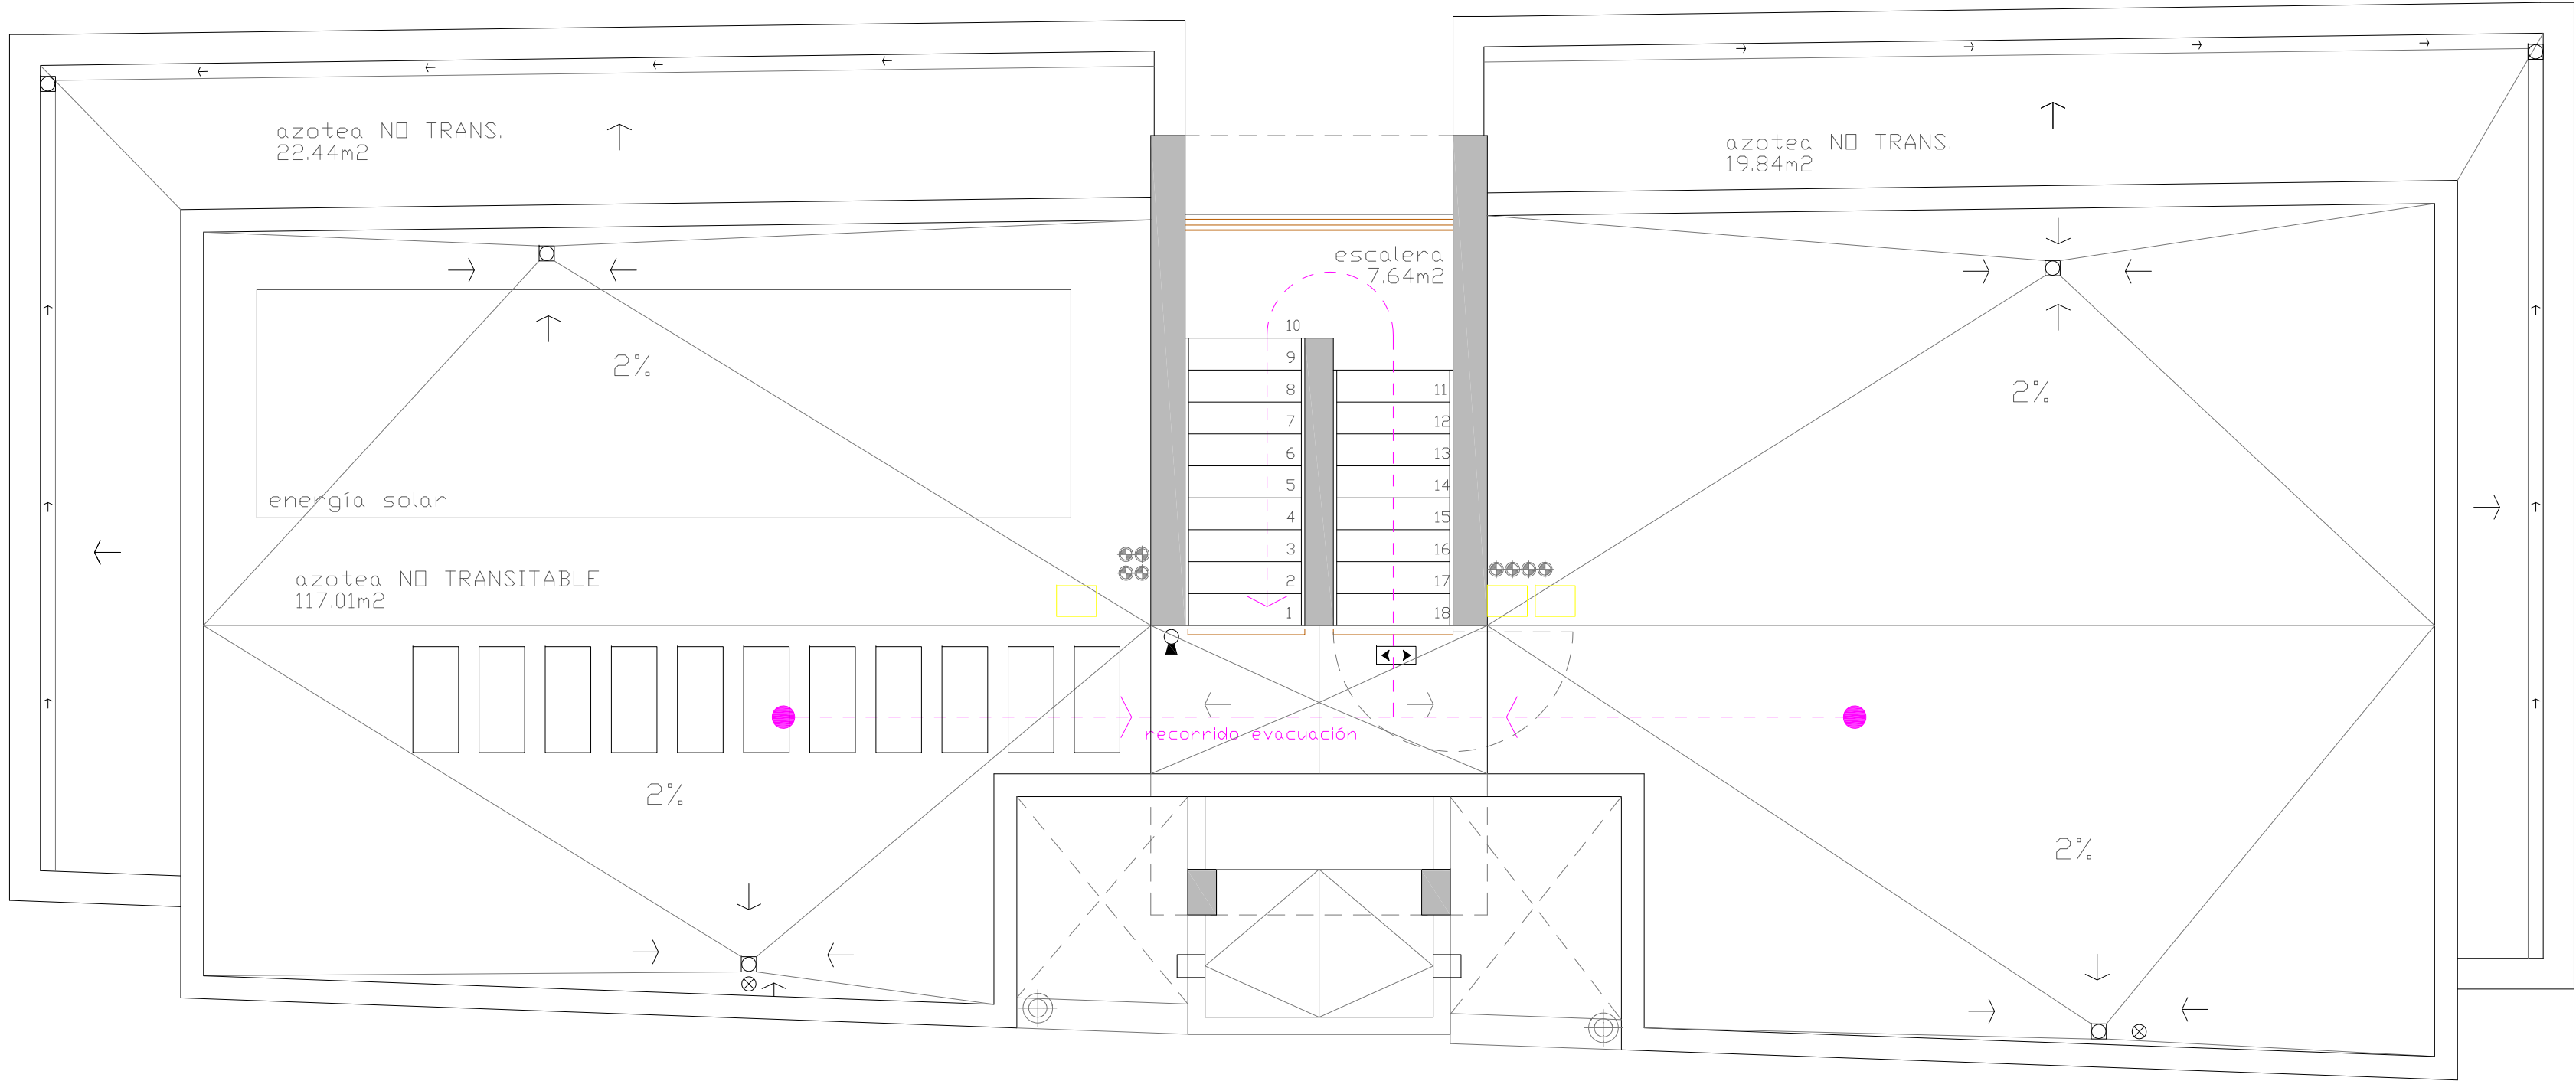 azotea NO TRANS.
22.44m2
azotea NO TRANS.
19.84m2
escalera
7.64m2
10
9
8
7
6
5
4
3
2
1
11
12
13
14
15
16
17
18
2%
2%
energía solar
azotea NO TRANSITABLE
117.01m2
recorrido evacuación
2%
2%